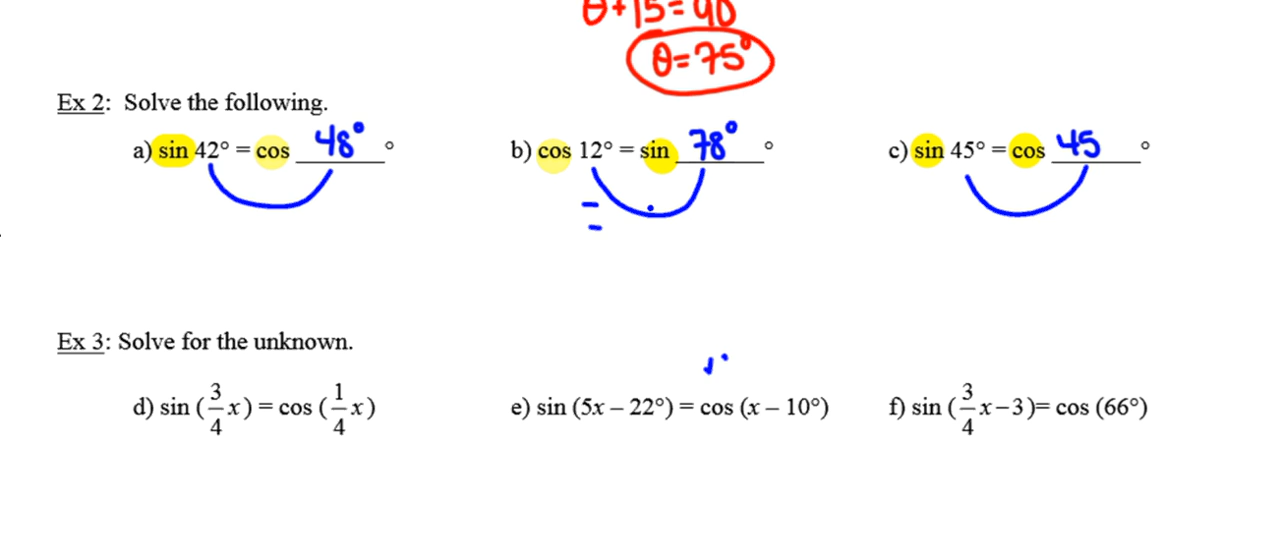 θ+15=90
θ=75°
Ex 2: Solve the following.
a) sin 42° = cos 48° °
b) cos 12° = sin 78° °
c) sin 45° = cos 45 °
Ex 3: Solve for the unknown.
d) sin (3/4 x) = cos (1/4 x)
e) sin (5x – 22°) = cos (x – 10°)
f) sin (3/4 x–3)= cos (66°)